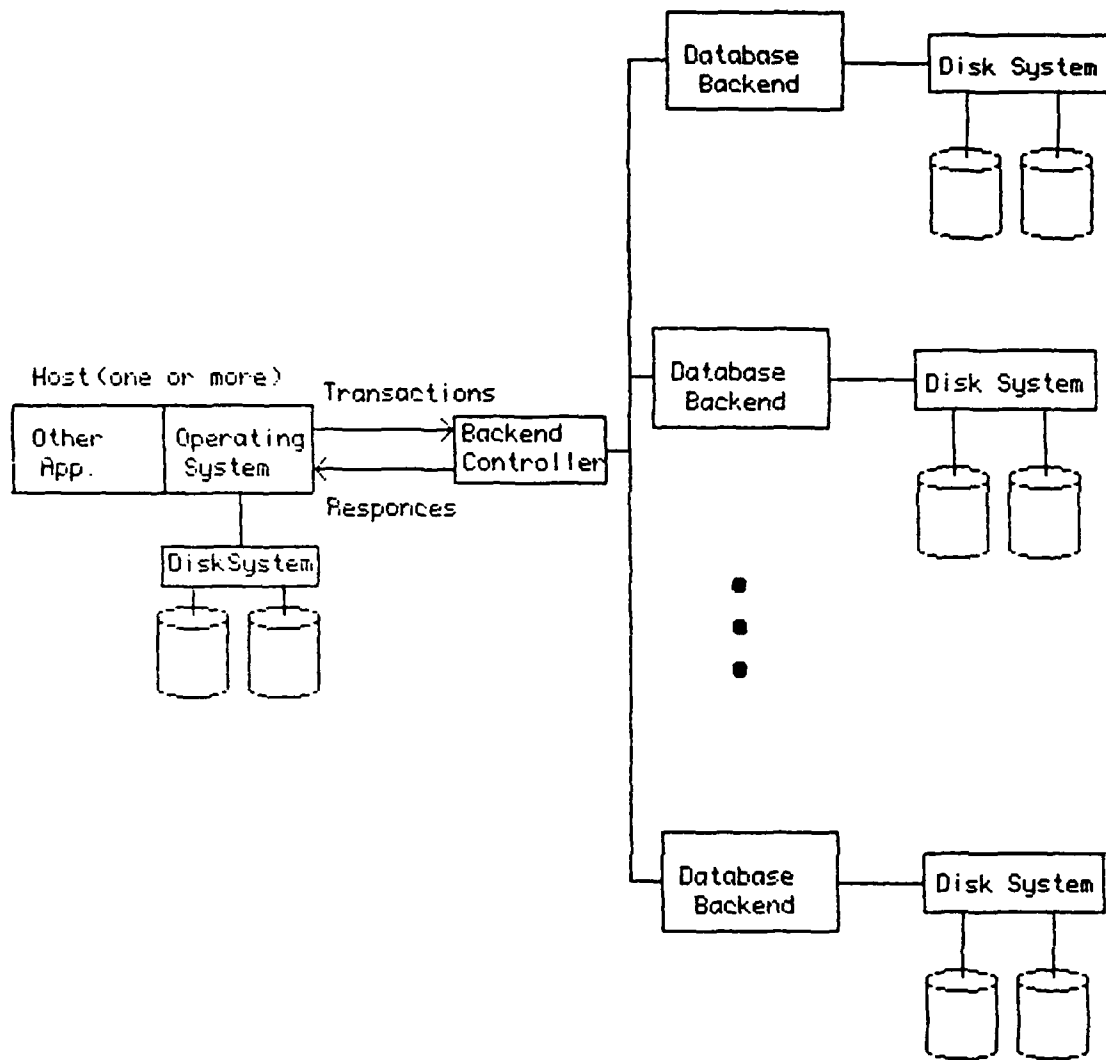 Database
Backend
Disk System
Host(one or more)
Transactions
Other
App.
Operating
System
Backend
Controller
Responces
DiskSystem
Database
Backend
Disk System
Database
Backend
Disk System